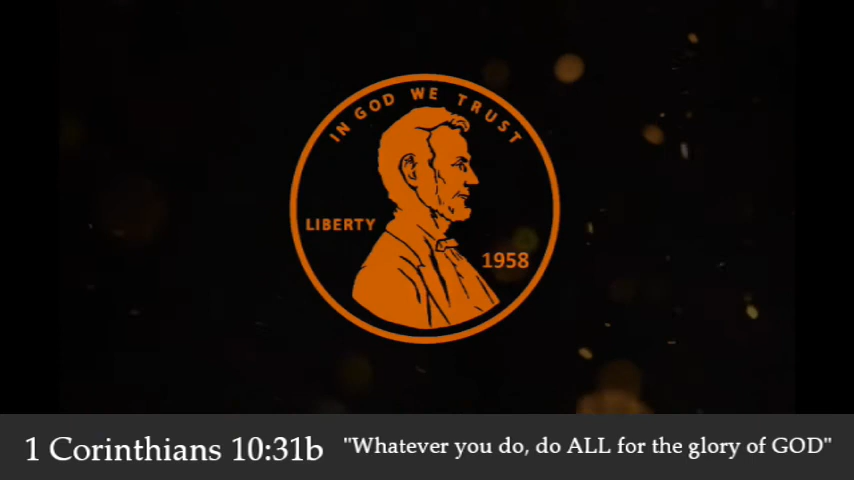 IN GOD WE TRUST
LIBERTY
1958
1 Corinthians 10:31b "Whatever you do, do ALL for the glory of GOD"